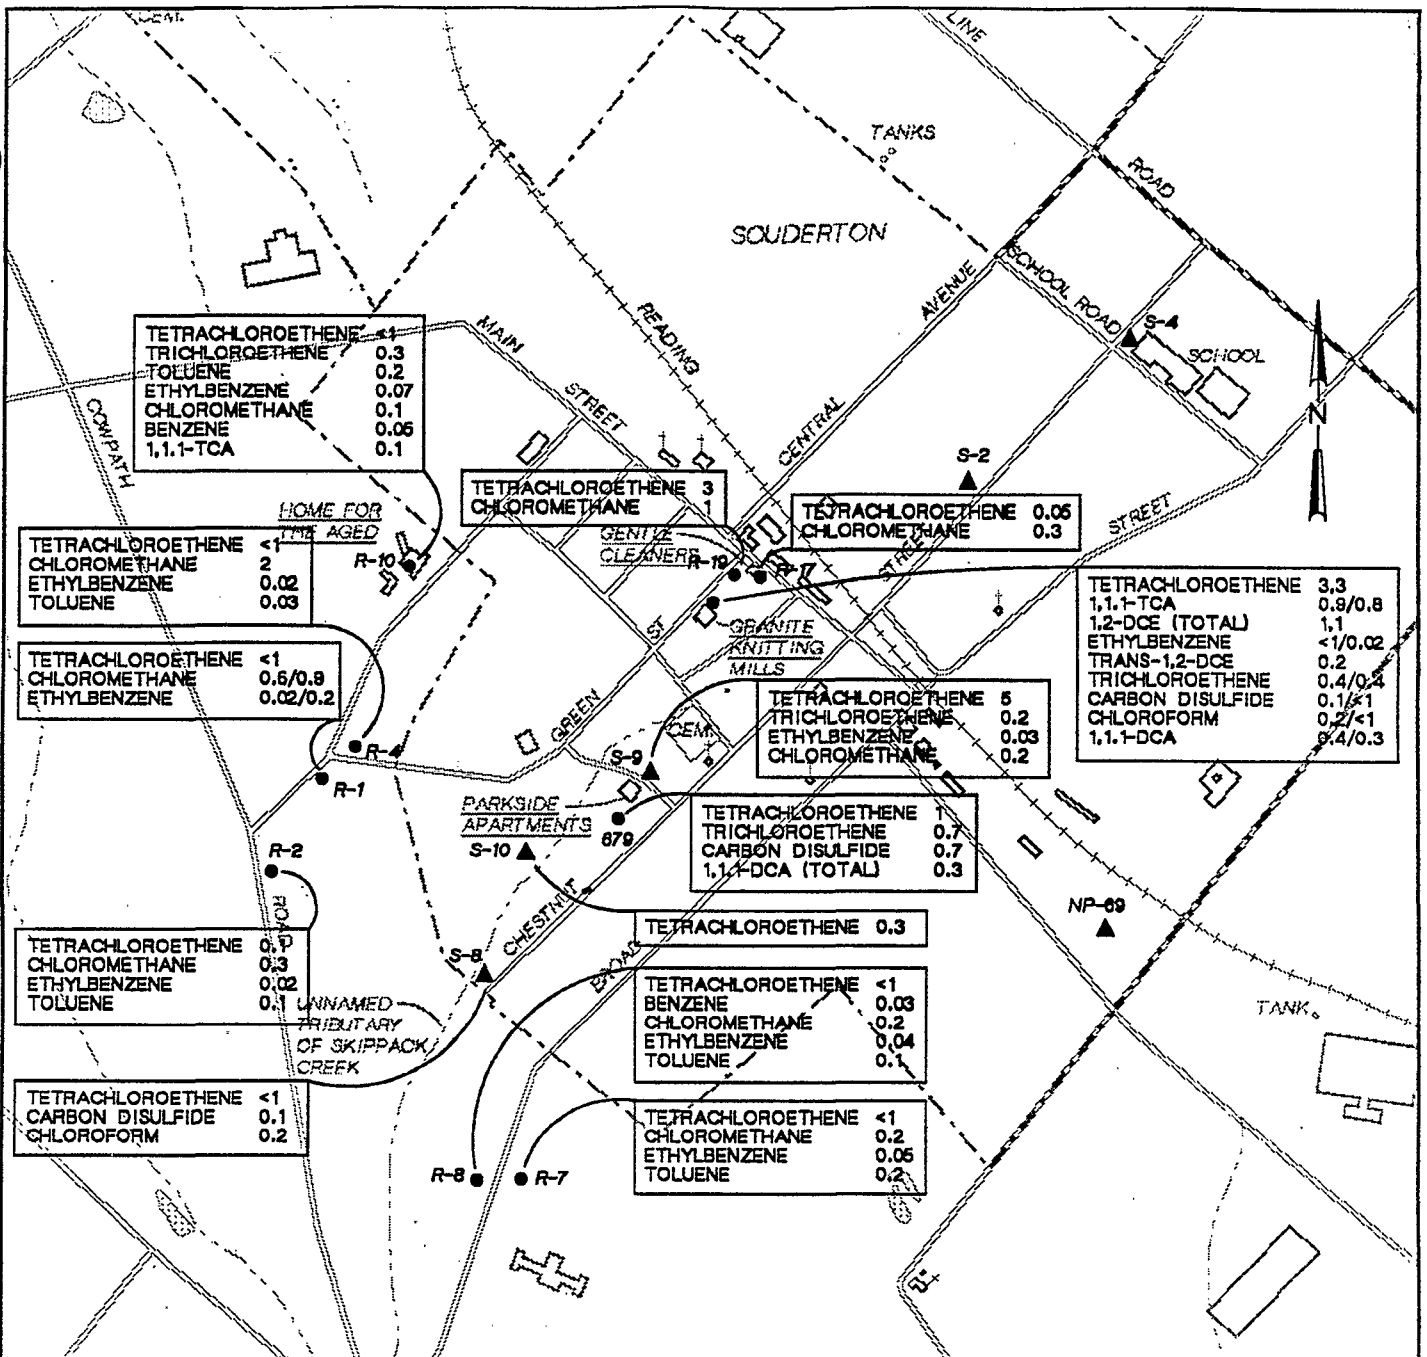 LINE
TANKS
ROAD
SOUDERTON
AVENUE
SCHOOL ROAD
S-4
SCHOOL
READING
MAIN
STREET
N
TETRACHLOROETHENE <1
TRICHLOROETHENE 0.3
TOLUENE 0.2
ETHYLBENZENE 0.07
CHLOROMETHANE 0.1
BENZENE 0.05
1,1,1-TCA 0.1
COWPATH
CENTRAL
S-2
STREET
TETRACHLOROETHENE 3
CHLOROMETHANE 1
TETRACHLOROETHENE 0.05
CHLOROMETHANE 0.3
HOME FOR
THE AGED
GENTLE
CLEANERS
R-10
R-19
STREET
TETRACHLOROETHENE <1
CHLOROMETHANE 2
ETHYLBENZENE 0.02
TOLUENE 0.03
TETRACHLOROETHENE 3,3
1,1,1-TCA 0.9/0.8
1,2-DCE (TOTAL) 1,1
ETHYLBENZENE <1/0.02
TRANS-1,2-DCE 0.2
TRICHLOROETHENE 0.4/0.4
CARBON DISULFIDE 0.1/<1
CHLOROFORM 0.2/<1
1,1,1-DCA 0.4/0.3
ST
GRANITE
KNITTING
MILLS
TETRACHLOROETHENE <1
CHLOROMETHANE 0.6/0.9
ETHYLBENZENE 0.02/0.2
GREEN
CEM.
TETRACHLOROETHENE 5
TRICHLOROETHENE 0.2
ETHYLBENZENE 0.03
CHLOROMETHANE 0.2
R-4
R-1
S-9
PARKSIDE
APARTMENTS
679
S-10
TETRACHLOROETHENE 1
TRICHLOROETHENE 0.7
CARBON DISULFIDE 0.7
1,1,1-DCA (TOTAL) 0.3
R-2
ROAD
CHESTNUT
NP-69
TETRACHLOROETHENE 0.3
S-8
BROAD
TETRACHLOROETHENE 0.1
CHLOROMETHANE 0.3
ETHYLBENZENE 0.02
TOLUENE 0.1
UNNAMED
TRIBUTARY
OF SKIPPACK
CREEK
TETRACHLOROETHENE <1
BENZENE 0.03
CHLOROMETHANE 0.2
ETHYLBENZENE 0.04
TOLUENE 0.1
TANK
TETRACHLOROETHENE <1
CARBON DISULFIDE 0.1
CHLOROFORM 0.2
TETRACHLOROETHENE <1
CHLOROMETHANE 0.2
ETHYLBENZENE 0.05
TOLUENE 0.2
R-8
R-7